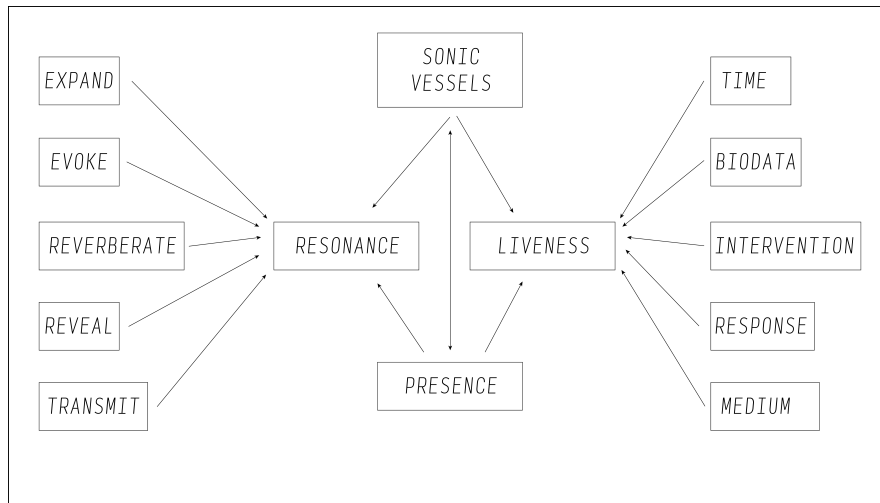 SONIC
VESSELS
EXPAND
EVOKE
REVERBERATE
REVEAL
TRANSMIT
RESONANCE
LIVENESS
PRESENCE
TIME
BIODATA
INTERVENTION
RESPONSE
MEDIUM